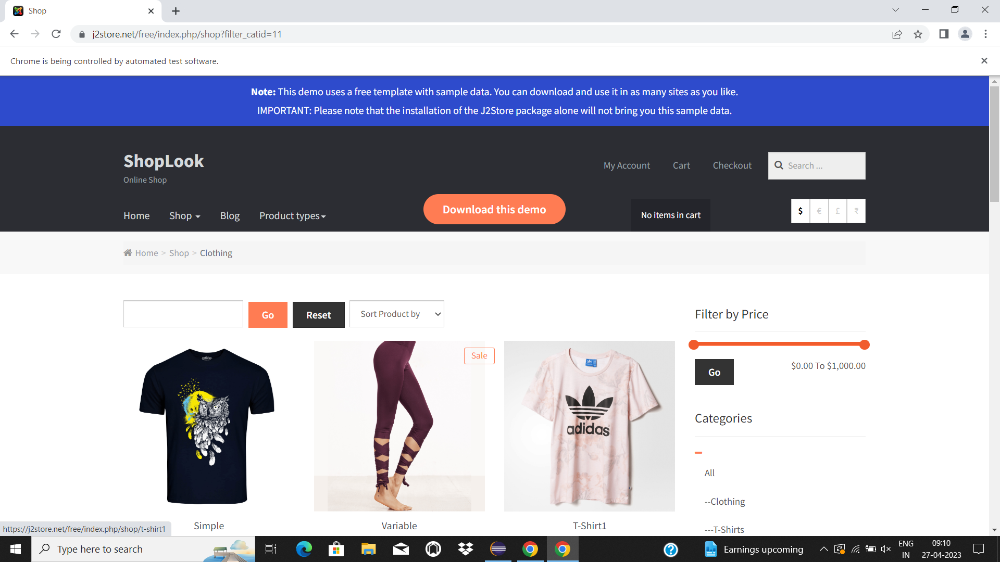 Shop
j2store.net/free/index.php/shop?filter_catid=11
Chrome is being controlled by automated test software.
Note: This demo uses a free template with sample data. You can download and use it in as many sites as you like.
IMPORTANT: Please note that the installation of the J2Store package alone will not bring you this sample data.
ShopLook
Online Shop
My Account Cart Checkout Search ...
Home Shop Blog Product types
Download this demo
No items in cart
$ € £ ₹
Home > Shop > Clothing
Go Reset Sort Product by
Filter by Price
Sale
Go $0.00 To $1,000.00
adidas
Categories
All
--Clothing
---T-Shirts
Simple Variable T-Shirt1
https://j2store.net/free/index.php/shop/t-shirt1
Type here to search
Earnings upcoming
ENG
IN
09:10
27-04-2023